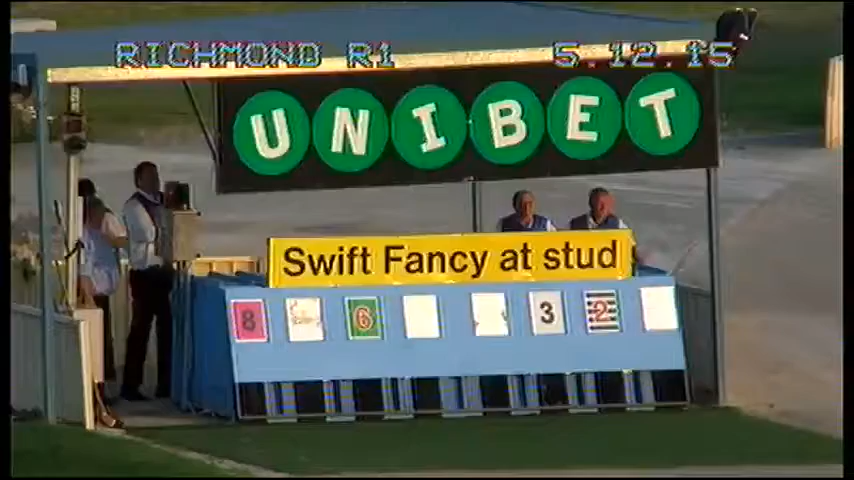 RICHMOND R1 5.12.15
UNIBET
Swift Fancy at stud
8 6 3 2